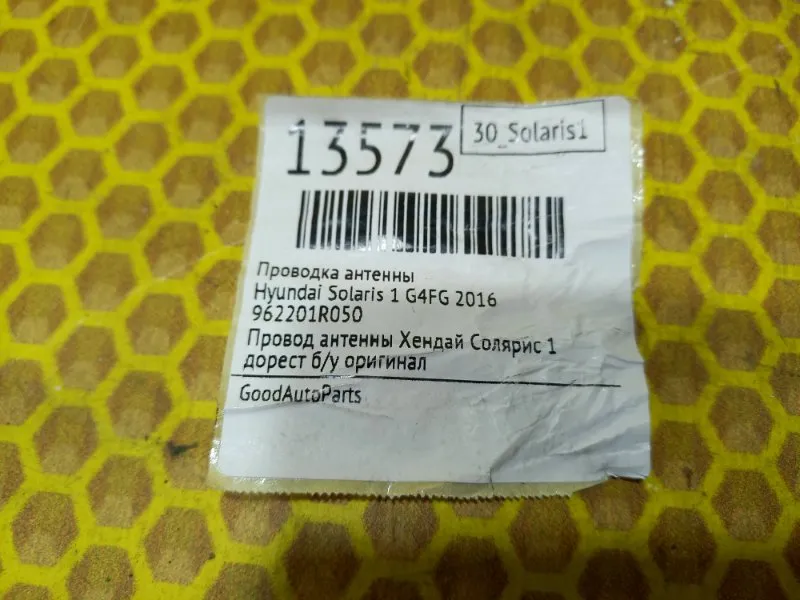 13573
30_Solaris1
Проводка антенны
Hyundai Solaris 1 G4FG 2016
962201R050
Провод антенны Хендай Солярис 1
дорест б/у оригинал
GoodAutoParts